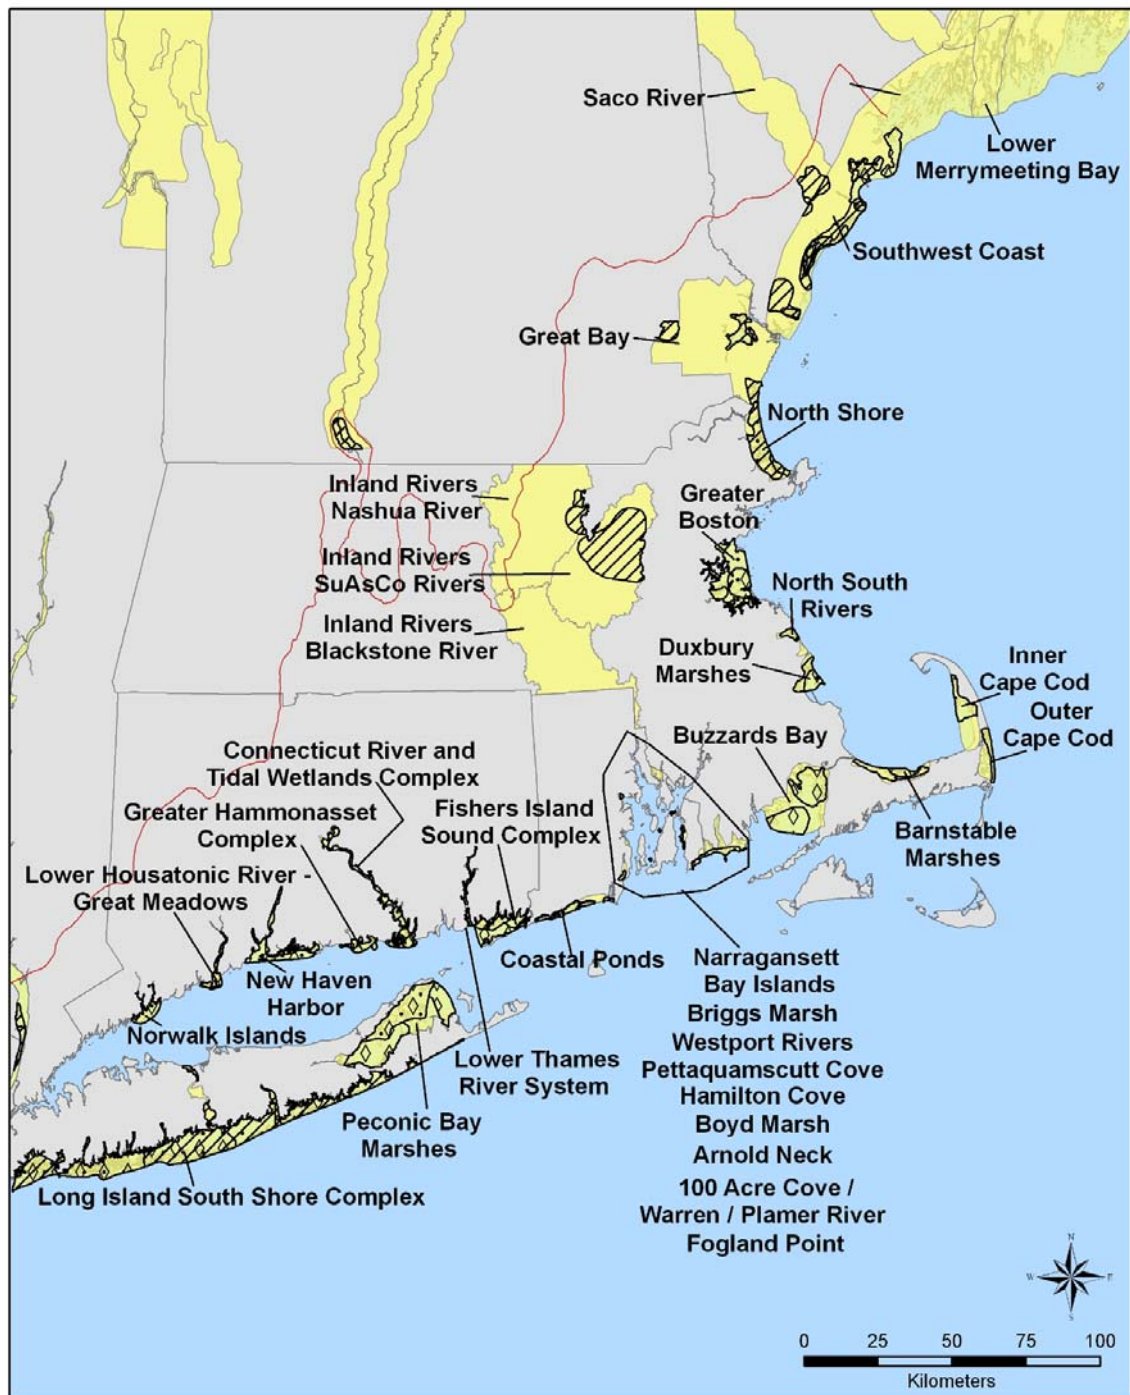 Saco River
Lower
Merrymeeting Bay
Southwest Coast
Great Bay
North Shore
Inland Rivers
Nashua River
Greater
Boston
Inland Rivers
SuAsCo Rivers
North South
Rivers
Inland Rivers
Blackstone River
Duxbury
Marshes
Inner
Cape Cod
Outer
Cape Cod
Buzzards Bay
Connecticut River and
Tidal Wetlands Complex
Greater Hammonasset
Complex
Fishers Island
Sound Complex
Barnstable
Marshes
Lower Housatonic River -
Great Meadows
Coastal Ponds
New Haven
Harbor
Norwalk Islands
Narragansett
Bay Islands
Briggs Marsh
Westport Rivers
Pettaquamscutt Cove
Hamilton Cove
Boyd Marsh
Arnold Neck
100 Acre Cove /
Warren / Plamer River
Fogland Point
Lower Thames
River System
Peconic Bay
Marshes
Long Island South Shore Complex
N
W
E
S
0 25 50 75 100
Kilometers